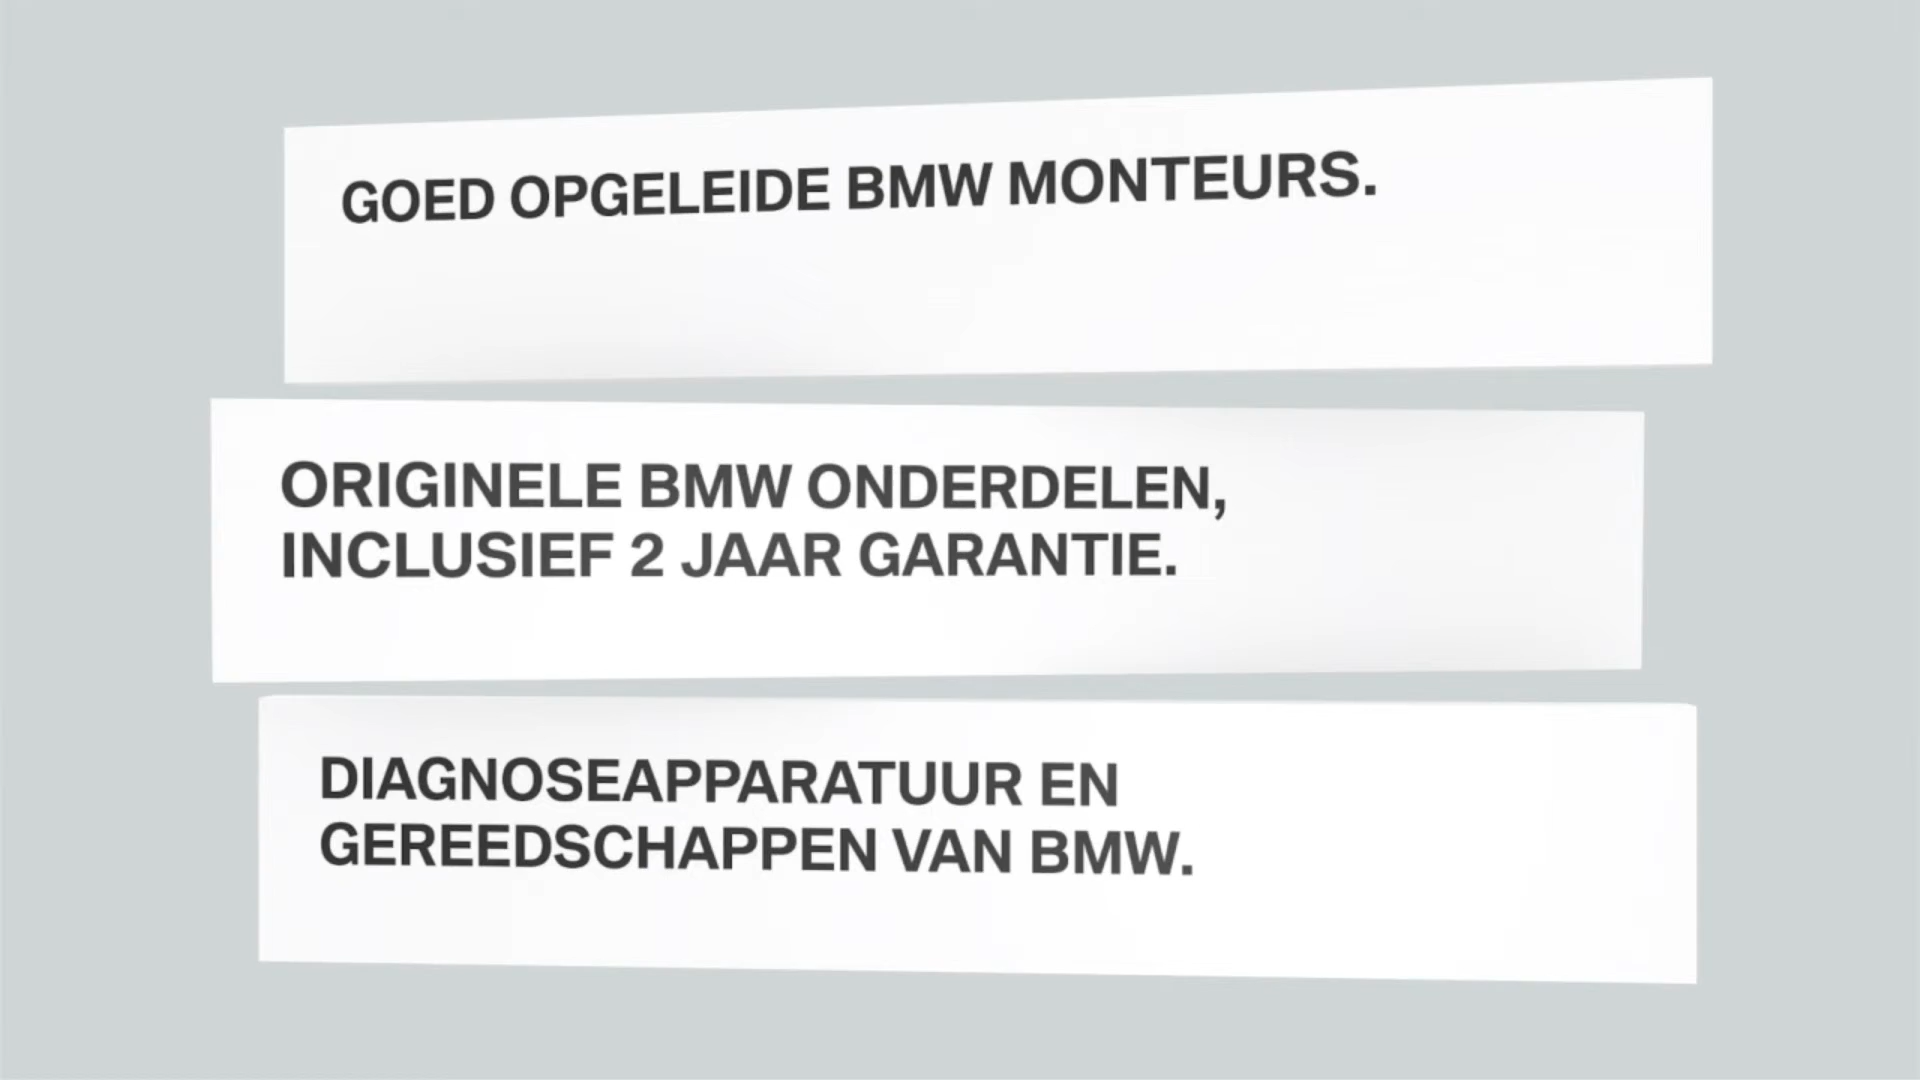 GOED OPGELEIDE BMW MONTEURS.
ORIGINELE BMW ONDERDELEN,
INCLUSIEF 2 JAAR GARANTIE.
DIAGNOSEAPPARATUUR EN
GEREEDSCHAPPEN VAN BMW.